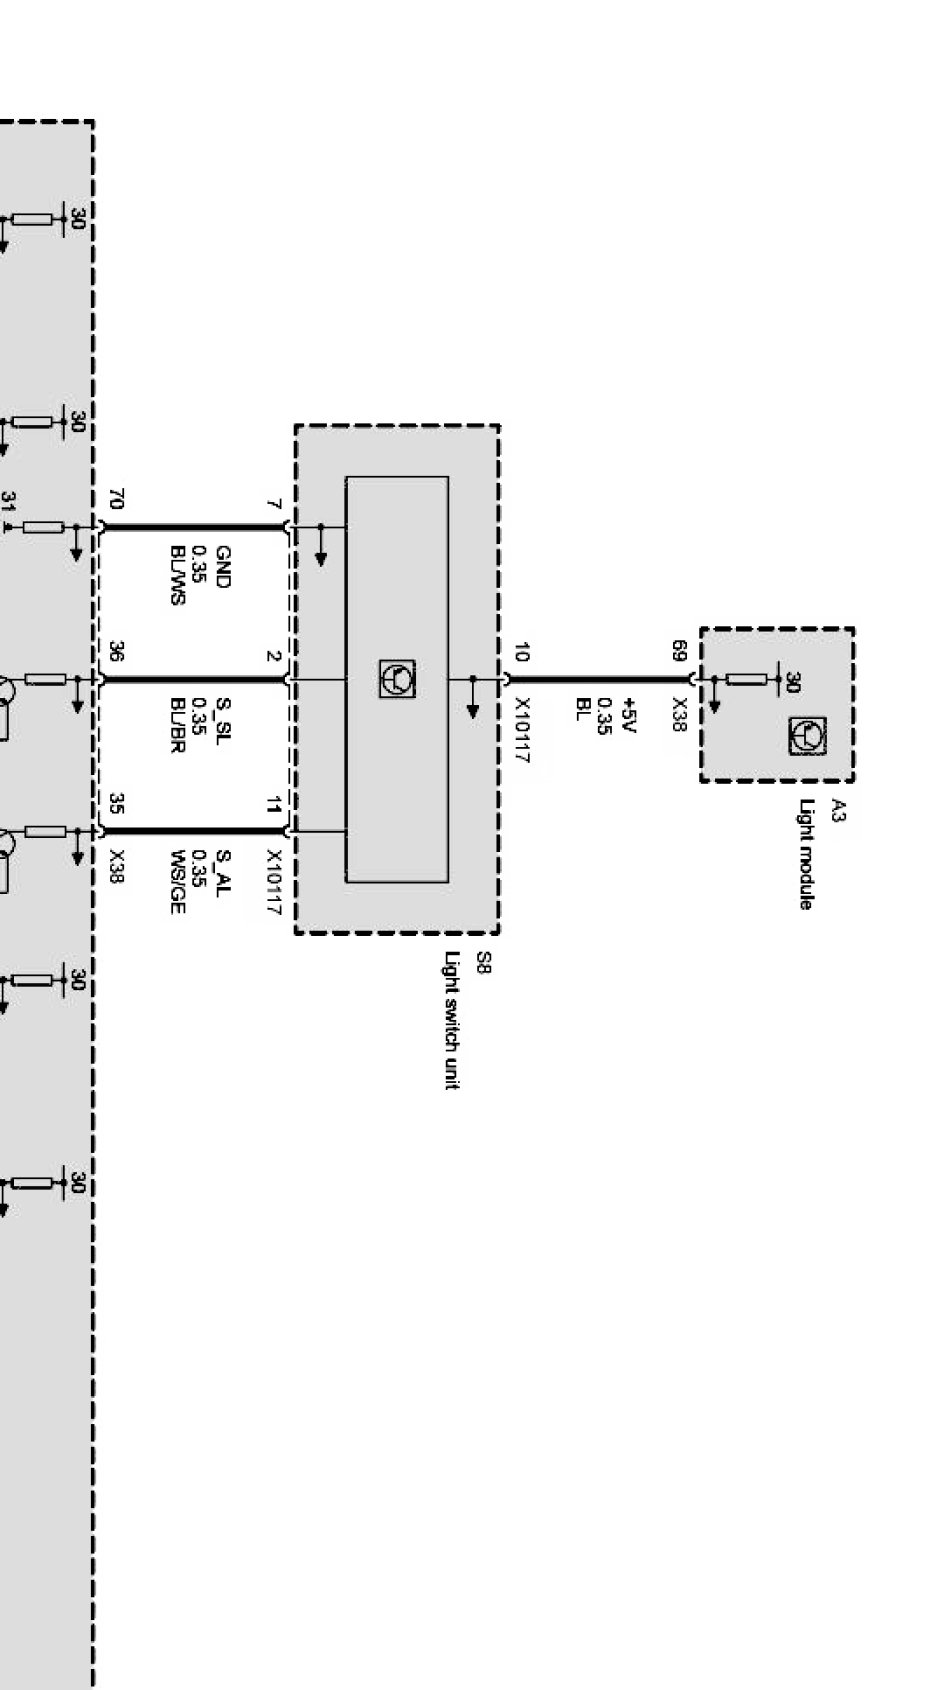 A3
Light module
30
69
X38
+5V
0.35
BL
10
X10117
S8
Light switch unit
7
2
11
X10117
GND
0.35
BL/WS
S_SL
0.35
BL/BR
S_AL
0.35
WS/GE
70
36
35
X38
30
30
30
30
31